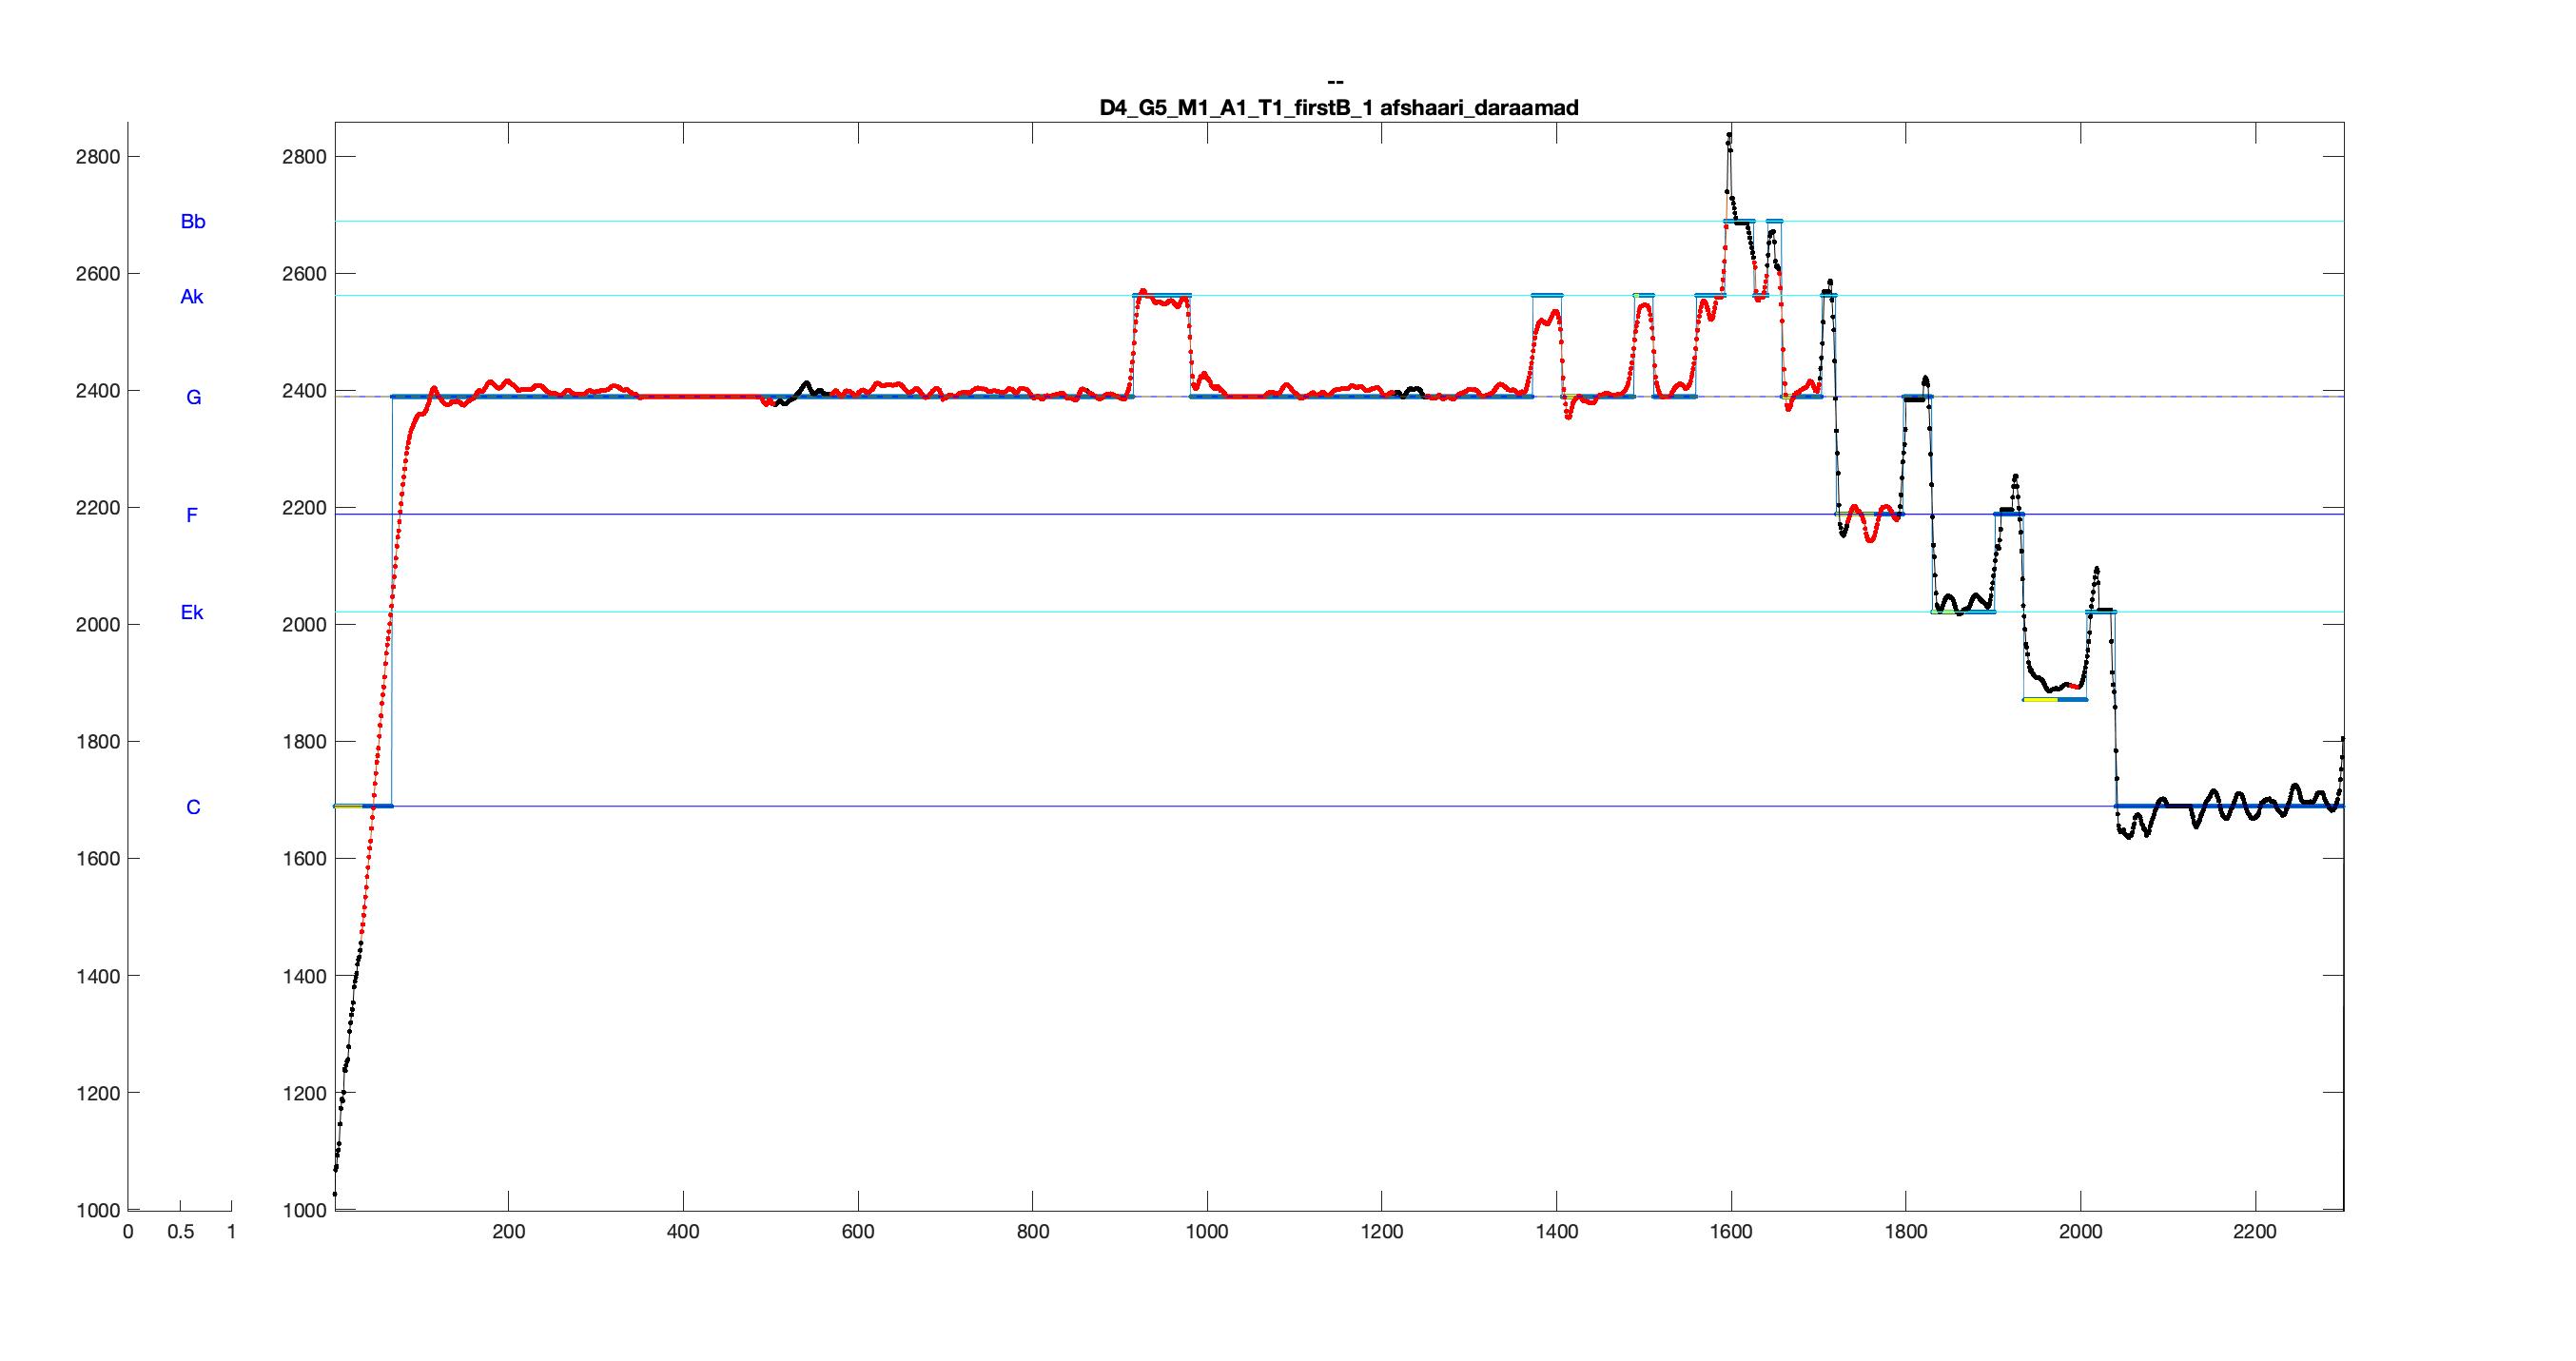 --
D4_G5_M1_A1_T1_firstB_1 afshaari_daraamad
2800 2800
Bb
2600 Ak 2600
2400 G 2400
2200 F 2200
2000 Ek 2000
1800 1800
C
1600 1600
1400 1400
1200 1200
1000 1000
0 0.5 1 200 400 600 800 1000 1200 1400 1600 1800 2000 2200